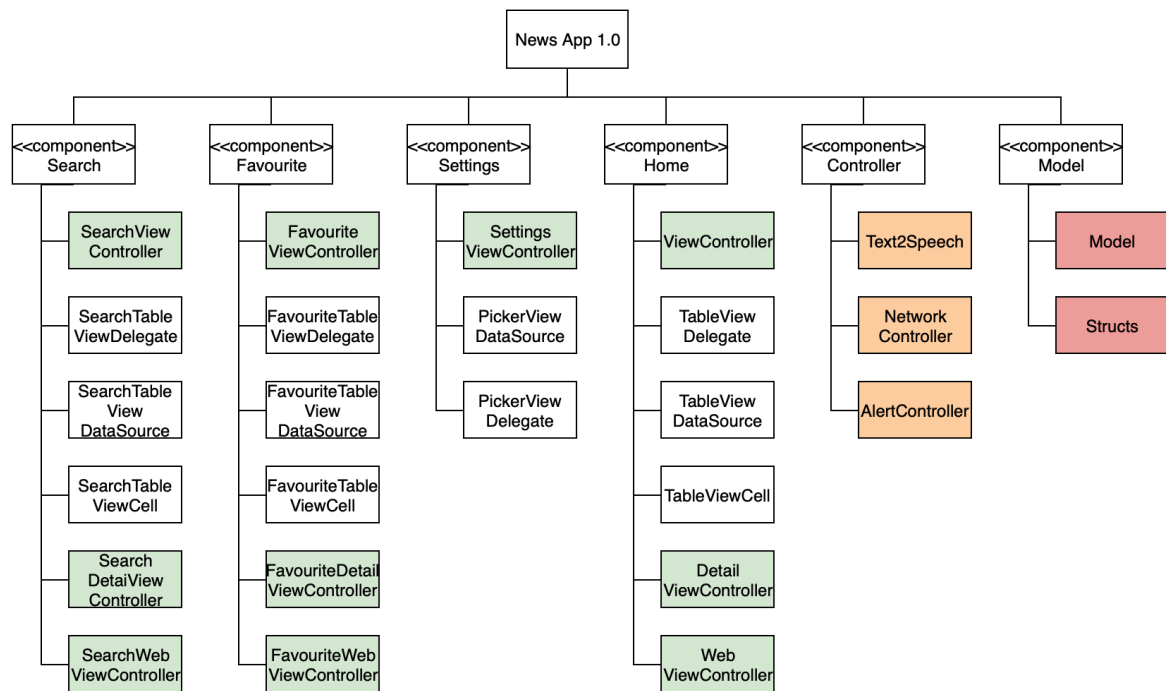 News App 1.0
<<component>>
Search
<<component>>
Favourite
<<component>>
Settings
<<component>>
Home
<<component>>
Controller
<<component>>
Model
SearchView
Controller
Favourite
ViewController
Settings
ViewController
ViewController
Text2Speech
Model
SearchTable
ViewDelegate
FavouriteTable
ViewDelegate
PickerView
DataSource
TableView
Delegate
Network
Controller
Structs
SearchTable
View
DataSource
FavouriteTable
View
DataSource
PickerView
Delegate
TableView
DataSource
AlertController
SearchTable
ViewCell
FavouriteTable
ViewCell
TableViewCell
Search
DetaiView
Controller
FavouriteDetail
ViewController
Detail
ViewController
SearchWeb
ViewController
FavouriteWeb
ViewController
Web
ViewController